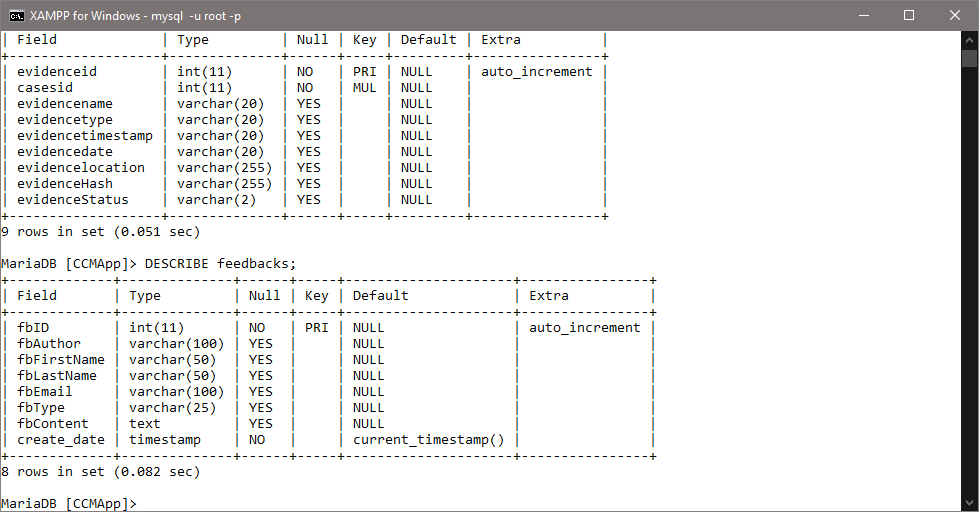 XAMPP for Windows - mysql  -u root -p
| Field             | Type         | Null | Key | Default | Extra          |
+-------------------+--------------+------+-----+---------+----------------+
| evidenceid        | int(11)      | NO   | PRI | NULL    | auto_increment |
| casesid           | int(11)      | NO   | MUL | NULL    |                |
| evidencename      | varchar(20)  | YES  |     | NULL    |                |
| evidencetype      | varchar(20)  | YES  |     | NULL    |                |
| evidencetimestamp | varchar(20)  | YES  |     | NULL    |                |
| evidencedate      | varchar(20)  | YES  |     | NULL    |                |
| evidencelocation  | varchar(255) | YES  |     | NULL    |                |
| evidenceHash      | varchar(255) | YES  |     | NULL    |                |
| evidenceStatus    | varchar(2)   | YES  |     | NULL    |                |
+-------------------+--------------+------+-----+---------+----------------+
9 rows in set (0.051 sec)
MariaDB [CCMApp]> DESCRIBE feedbacks;
+-------------+--------------+------+-----+---------------------+----------------+
| Field       | Type         | Null | Key | Default             | Extra          |
+-------------+--------------+------+-----+---------------------+----------------+
| fbID        | int(11)      | NO   | PRI | NULL                | auto_increment |
| fbAuthor    | varchar(100) | YES  |     | NULL                |                |
| fbFirstName | varchar(50)  | YES  |     | NULL                |                |
| fbLastName  | varchar(50)  | YES  |     | NULL                |                |
| fbEmail     | varchar(100) | YES  |     | NULL                |                |
| fbType      | varchar(25)  | YES  |     | NULL                |                |
| fbContent   | text         | YES  |     | NULL                |                |
| create_date | timestamp    | NO   |     | current_timestamp() |                |
+-------------+--------------+------+-----+---------------------+----------------+
8 rows in set (0.082 sec)
MariaDB [CCMApp]>